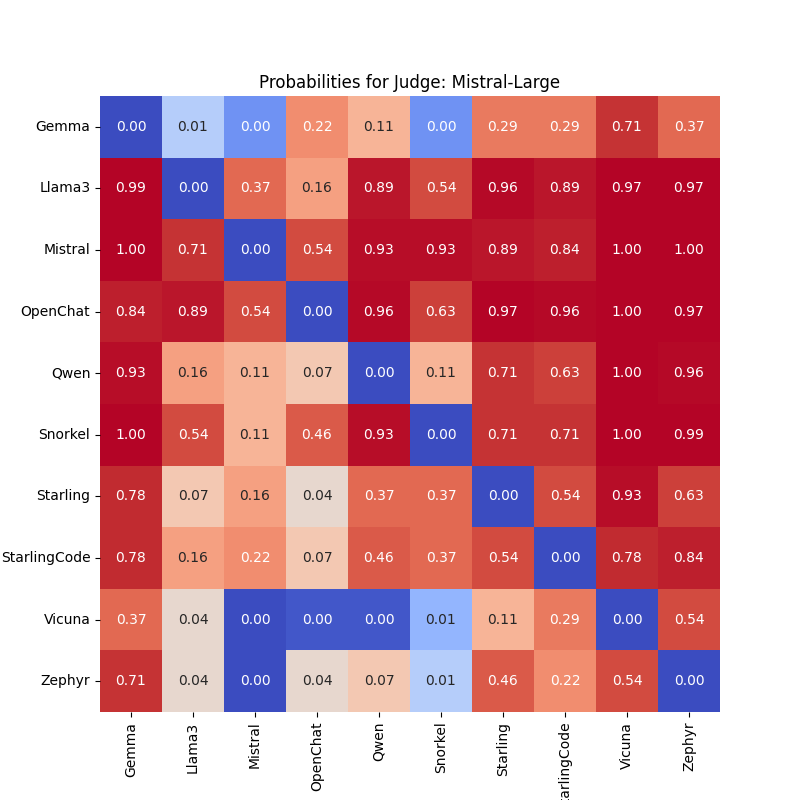 Probabilities for Judge: Mistral-Large
Gemma 0.00 0.01 0.00 0.22 0.11 0.00 0.29 0.29 0.71 0.37
Llama3 0.99 0.00 0.37 0.16 0.89 0.54 0.96 0.89 0.97 0.97
Mistral 1.00 0.71 0.00 0.54 0.93 0.93 0.89 0.84 1.00 1.00
OpenChat 0.84 0.89 0.54 0.00 0.96 0.63 0.97 0.96 1.00 0.97
Qwen 0.93 0.16 0.11 0.07 0.00 0.11 0.71 0.63 1.00 0.96
Snorkel 1.00 0.54 0.11 0.46 0.93 0.00 0.71 0.71 1.00 0.99
Starling 0.78 0.07 0.16 0.04 0.37 0.37 0.00 0.54 0.93 0.63
StarlingCode 0.78 0.16 0.22 0.07 0.46 0.37 0.54 0.00 0.78 0.84
Vicuna 0.37 0.04 0.00 0.00 0.00 0.01 0.11 0.29 0.00 0.54
Zephyr 0.71 0.04 0.00 0.04 0.07 0.01 0.46 0.22 0.54 0.00
Gemma Llama3 Mistral OpenChat Qwen Snorkel Starling arlingCode Vicuna Zephyr